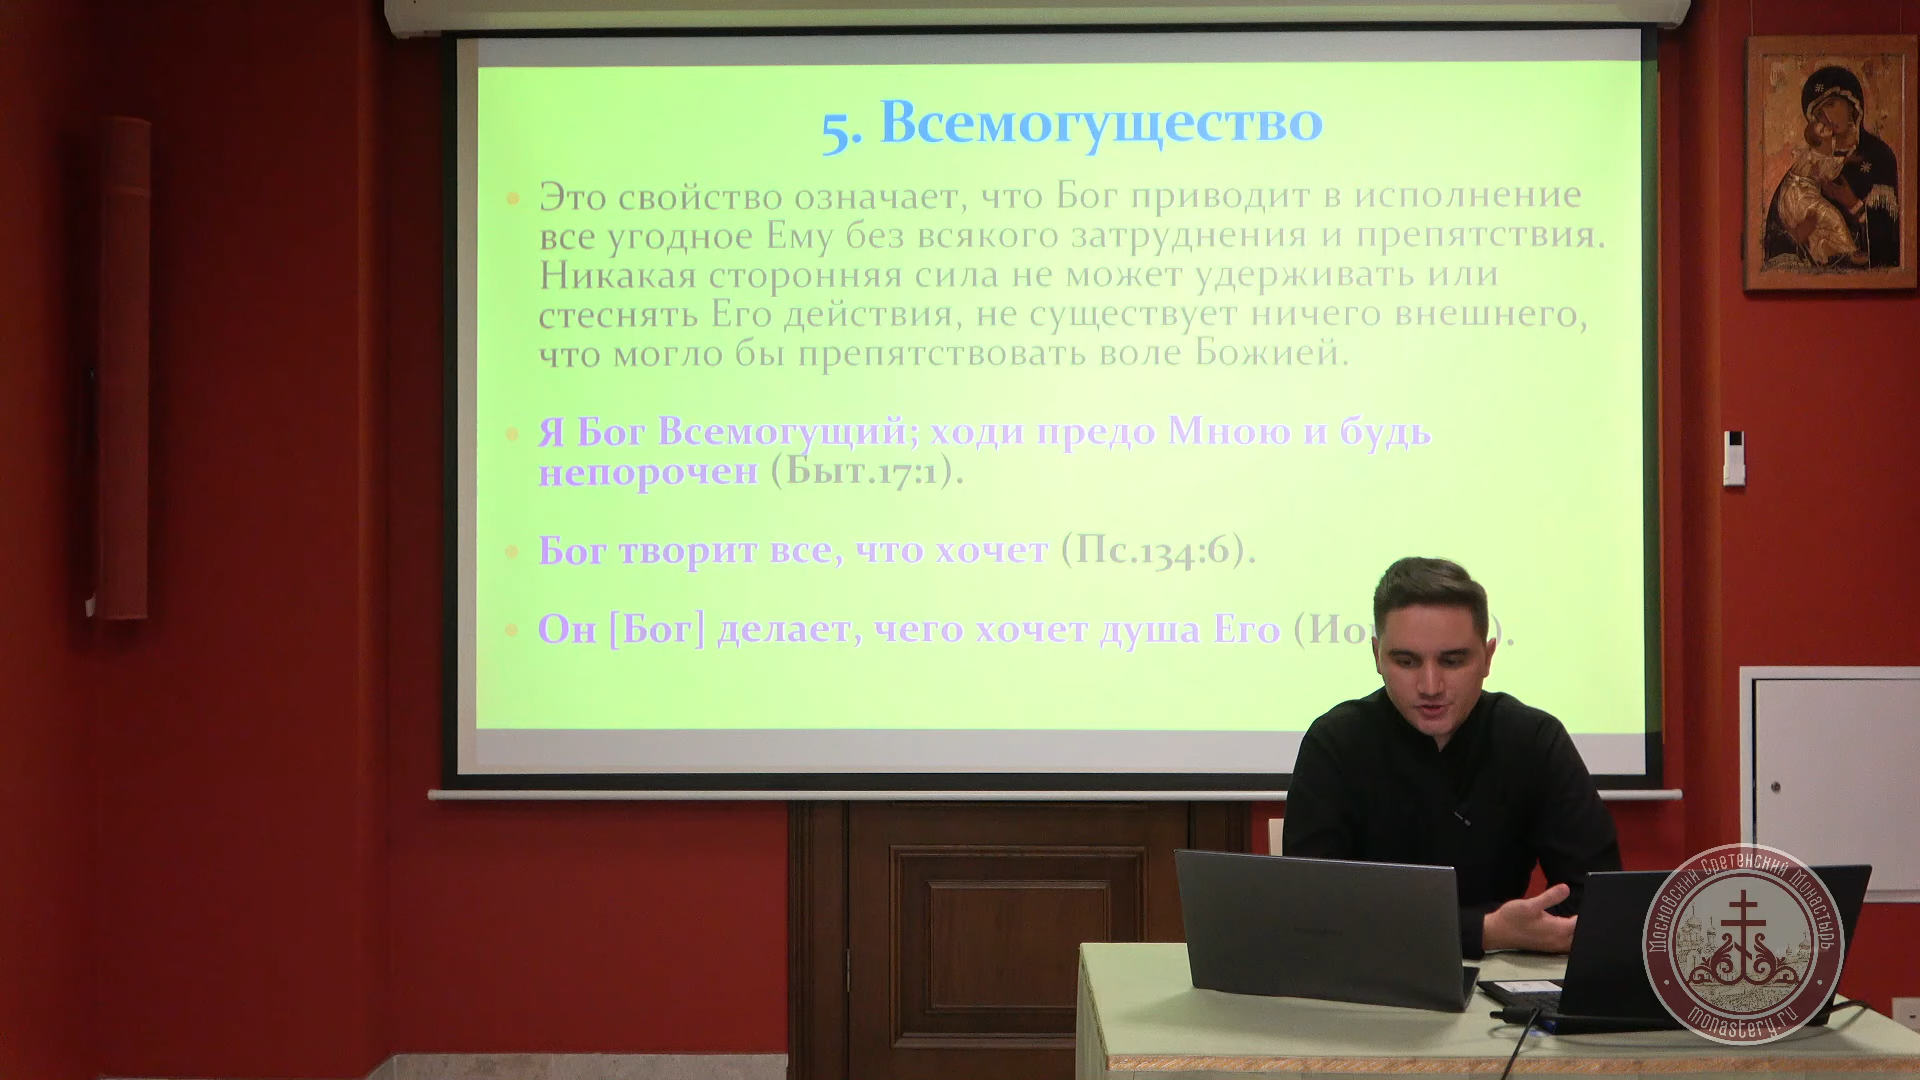 5. Всемогущество
• Это свойство означает, что Бог приводит в исполнение
все угодное Ему без всякого затруднения и препятствия.
Никакая сторонняя сила не может удерживать или
стеснять Его действия, не существует ничего внешнего,
что могло бы препятствовать воле Божией.
• Я Бог Всемогущий; ходи предо Мною и будь
непорочен (Быт.17:1).
• Бог творит все, что хочет (Пс.134:6).
• Он [Бог] делает, чего хочет душа Его
Московский Сретенский Монастырь
monastery.ru